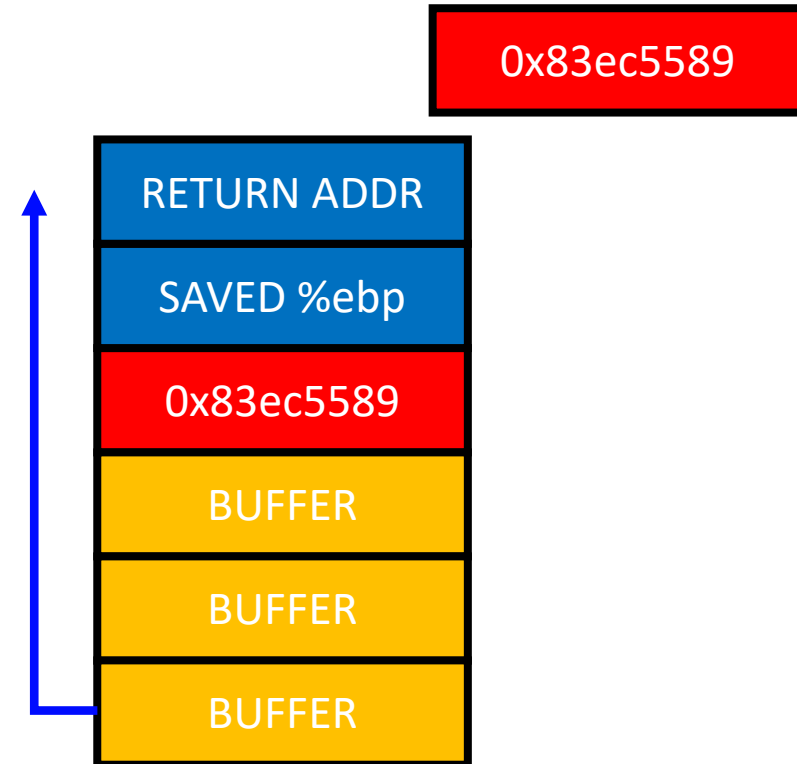 0x83ec5589
RETURN ADDR
SAVED %ebp
0x83ec5589
BUFFER
BUFFER
BUFFER